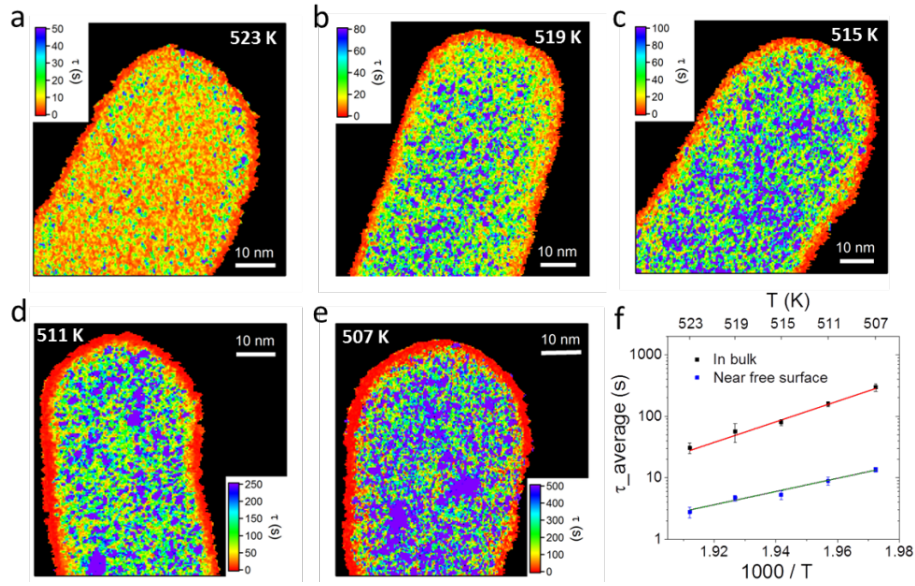 a
50
40
30
20
10
0
τ (s)
523 K
10 nm
b
80
60
40
20
0
τ (s)
519 K
10 nm
c
100
80
60
40
20
0
τ (s)
515 K
10 nm
d
511 K
10 nm
250
200
150
100
50
0
τ (s)
e
507 K
10 nm
500
400
300
200
100
0
τ (s)
f
T (K)
523 519 515 511 507
1000
100
10
1
τ_average (s)
In bulk
Near free surface
1.92 1.94 1.96 1.98
1000 / T